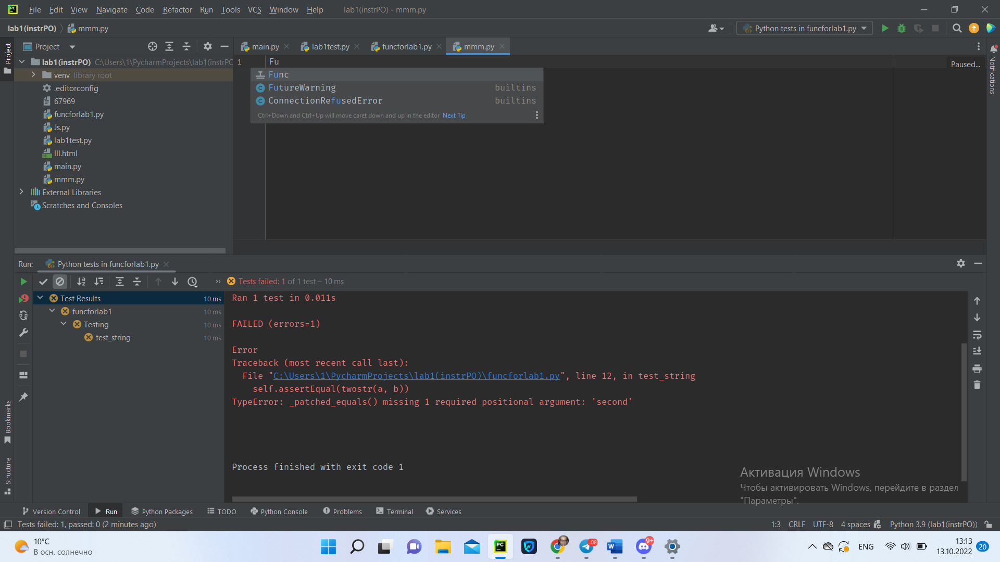 File Edit View Navigate Code Refactor Run Tools VCS Window Help lab1(instrPO) - mmm.py
lab1(instrPO) mmm.py
Python tests in funcforlab1.py
Project
Project
main.py
lab1test.py
funcforlab1.py
mmm.py
Notifications
lab1(instrPO) C:\Users\1\PycharmProjects\lab1(instrPO
venv library root
.editorconfig
67969
funcforlab1.py
Js.py
lab1test.py
main.py
mmm.py
External Libraries
Scratches and Consoles
1 Fu
Paused...
Func
FutureWarning builtins
ConnectionRefusedError builtins
Ctrl+Down and Ctrl+Up will move caret down and up in the editor Next Tip
Run: Python tests in funcforlab1.py
Tests failed: 1 of 1 test – 10 ms
Test Results 10 ms
funcforlab1 10 ms
Testing 10 ms
test_string 10 ms
Ran 1 test in 0.011s
FAILED (errors=1)
Error
Traceback (most recent call last):
File "C:\Users\1\PycharmProjects\lab1(instrPO)\funcforlab1.py", line 12, in test_string
self.assertEqual(twostr(a, b))
TypeError: _patched_equals() missing 1 required positional argument: 'second'
Process finished with exit code 1
Активация Windows
Чтобы активировать Windows, перейдите в раздел
"Параметры".
Bookmarks
Structure
Version Control Run Python Packages TODO Python Console Problems Terminal Services
Tests failed: 1, passed: 0 (2 minutes ago)
1:3 CRLF UTF-8 4 spaces Python 3.9 (lab1(instrPO))
10°C
В осн. солнечно
PC
W
9+
ENG
13:13
13.10.2022
20